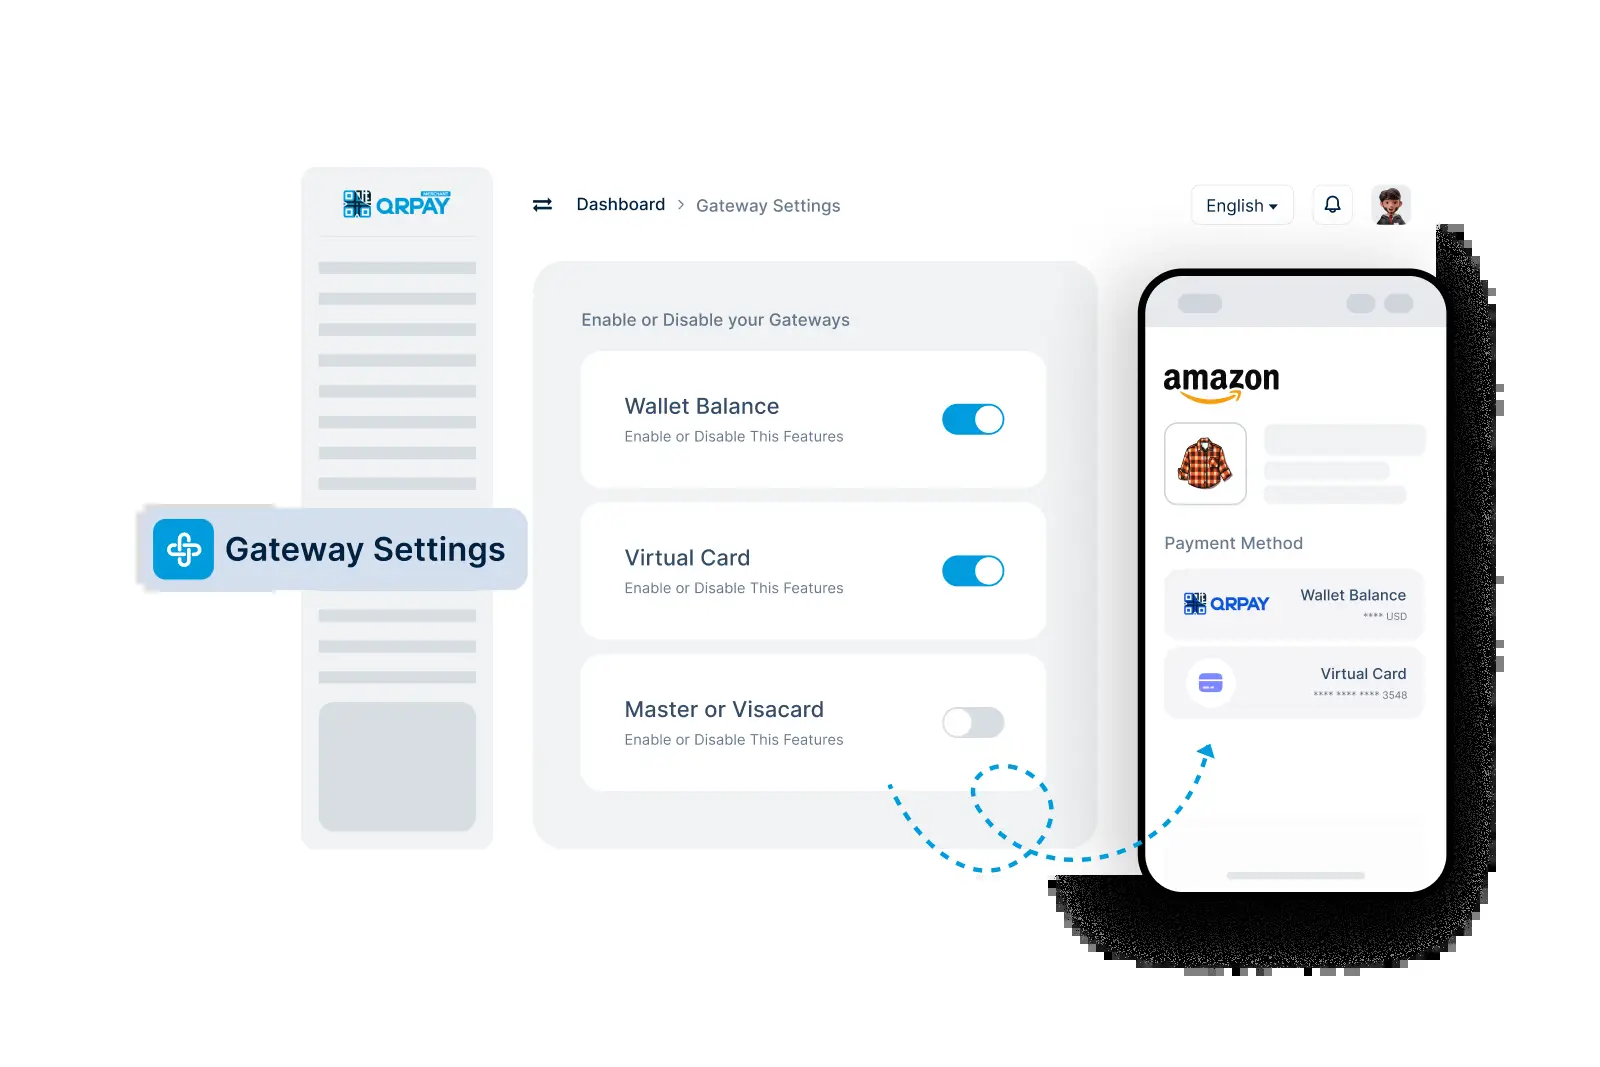 MERCHANT
QRPAY
Dashboard > Gateway Settings
English
Enable or Disable your Gateways
Wallet Balance
Enable or Disable This Features
Virtual Card
Enable or Disable This Features
Master or Visacard
Enable or Disable This Features
Gateway Settings
amazon
Payment Method
QRPAY
Wallet Balance
**** USD
Virtual Card
**** **** **** 3548